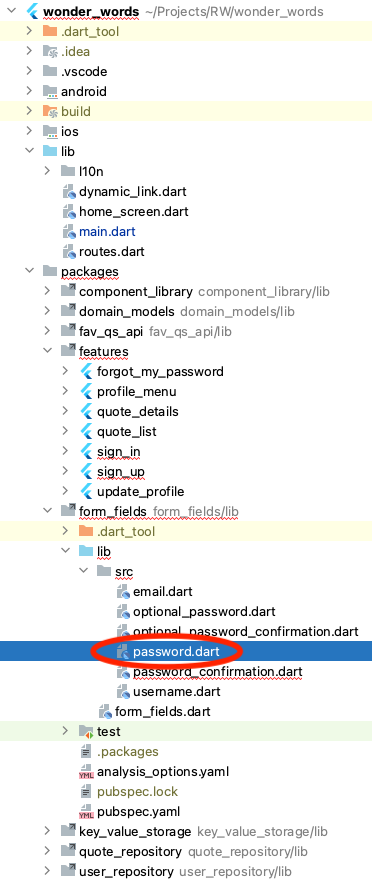 wonder_words ~/Projects/RW/wonder_words
.dart_tool
.idea
.vscode
android
build
ios
lib
l10n
dynamic_link.dart
home_screen.dart
main.dart
routes.dart
packages
component_library component_library/lib
domain_models domain_models/lib
fav_qs_api fav_qs_api/lib
features
forgot_my_password
profile_menu
quote_details
quote_list
sign_in
sign_up
update_profile
form_fields form_fields/lib
.dart_tool
lib
src
email.dart
optional_password.dart
optional_password_confirmation.dart
password.dart
password_confirmation.dart
username.dart
form_fields.dart
test
.packages
YML analysis_options.yaml
pubspec.lock
YML pubspec.yaml
key_value_storage key_value_storage/lib
quote_repository quote_repository/lib
user_repository user_repository/lib